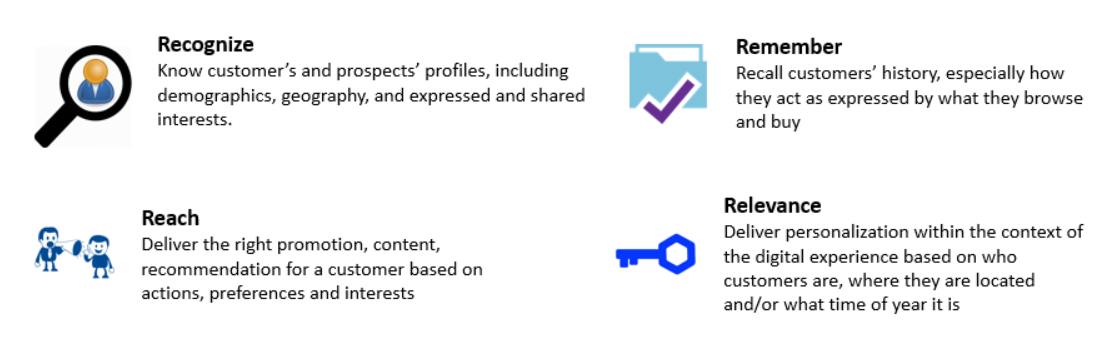 Recognize
Know customer's and prospects' profiles, including
demographics, geography, and expressed and shared
interests.
Remember
Recall customers' history, especially how
they act as expressed by what they browse
and buy
Reach
Deliver the right promotion, content,
recommendation for a customer based on
actions, preferences and interests
Relevance
Deliver personalization within the context of
the digital experience based on who
customers are, where they are located
and/or what time of year it is